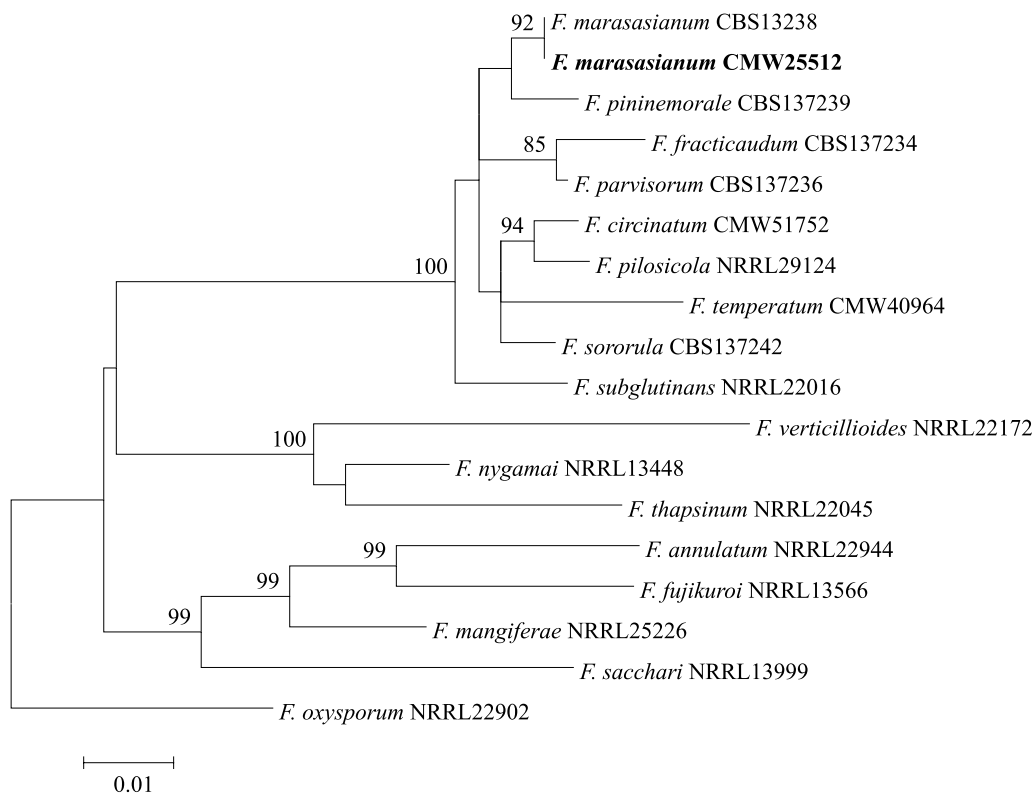 92
F. marasasianum CBS13238
F. marasasianum CMW25512
F. pininemorale CBS137239
85
F. fracticaudum CBS137234
F. parvisorum CBS137236
94
F. circinatum CMW51752
F. pilosicola NRRL29124
100
F. temperatum CMW40964
F. sororula CBS137242
F. subglutinans NRRL22016
100
F. verticillioides NRRL22172
F. nygamai NRRL13448
F. thapsinum NRRL22045
99
F. annulatum NRRL22944
99
F. fujikuroi NRRL13566
99
F. mangiferae NRRL25226
F. sacchari NRRL13999
F. oxysporum NRRL22902
0.01